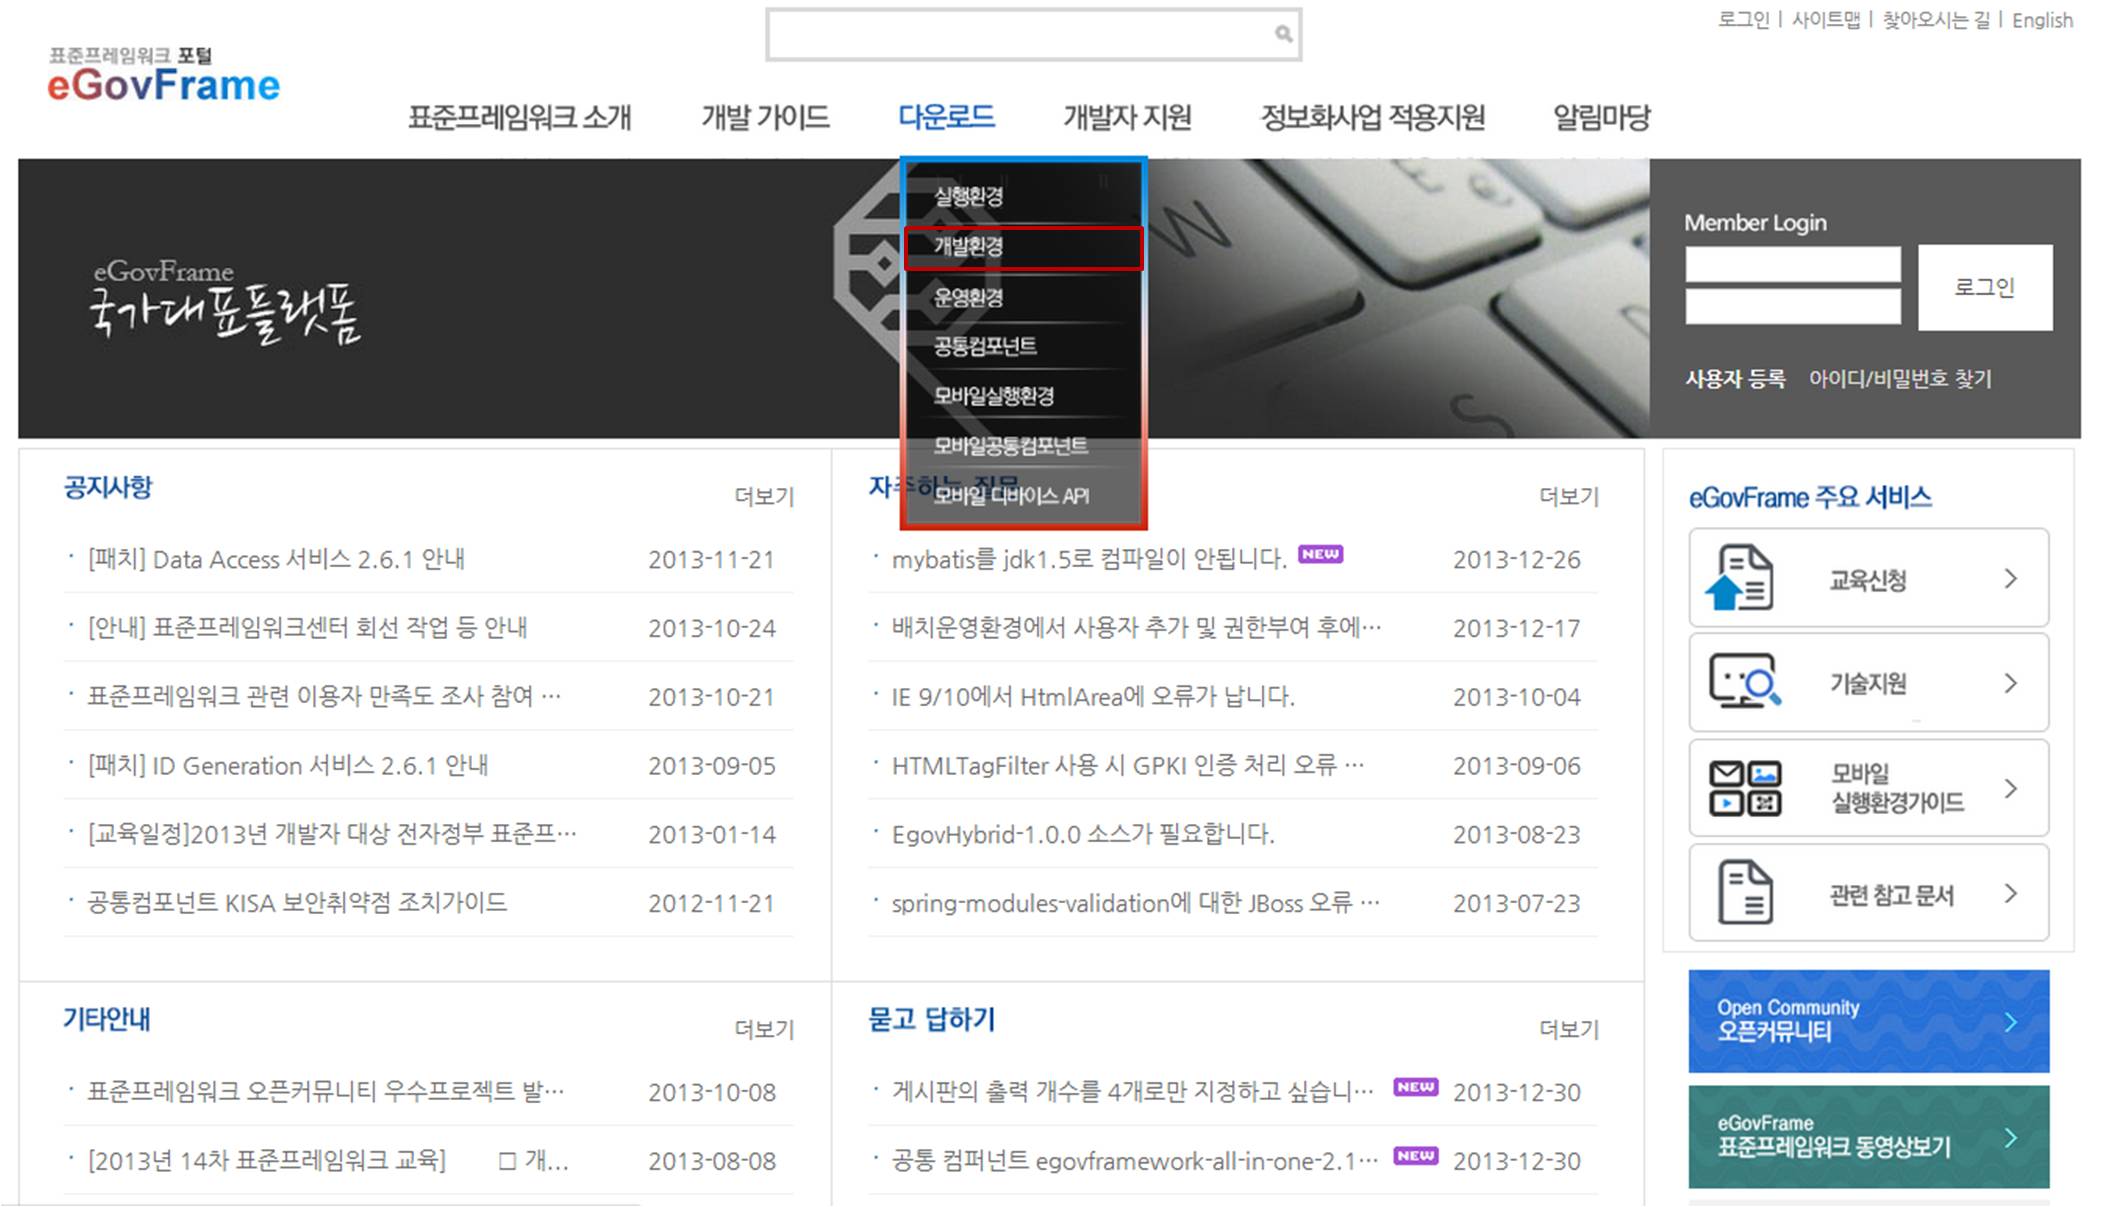 로그인 | 사이트맵 | 찾아오시는 길 | English
표준프레임워크 포털
eGovFrame
표준프레임워크 소개
개발 가이드
다운로드
개발자 지원
정보화사업 적용지원
알림마당
실행환경
개발환경
운영환경
공통컴포넌트
모바일실행환경
모바일공통컴포넌트
모바일 디바이스 API
eGovFrame
국가대표플랫폼
Member Login
로그인
사용자 등록 아이디/비밀번호 찾기
공지사항
더보기
[패치] Data Access 서비스 2.6.1 안내 2013-11-21
[안내] 표준프레임워크센터 회선 작업 등 안내 2013-10-24
표준프레임워크 관련 이용자 만족도 조사 참여 … 2013-10-21
[패치] ID Generation 서비스 2.6.1 안내 2013-09-05
[교육일정]2013년 개발자 대상 전자정부 표준프… 2013-01-14
공통컴포넌트 KISA 보안취약점 조치가이드 2012-11-21
자주하는 질문
더보기
mybatis를 jdk1.5로 컴파일이 안됩니다. NEW 2013-12-26
배치운영환경에서 사용자 추가 및 권한부여 후에… 2013-12-17
IE 9/10에서 HtmlArea에 오류가 납니다. 2013-10-04
HTMLTagFilter 사용 시 GPKI 인증 처리 오류 … 2013-09-06
EgovHybrid-1.0.0 소스가 필요합니다. 2013-08-23
spring-modules-validation에 대한 JBoss 오류 … 2013-07-23
eGovFrame 주요 서비스
교육신청
기술지원
모바일
실행환경가이드
관련 참고 문서
기타안내
더보기
표준프레임워크 오픈커뮤니티 우수프로젝트 발… 2013-10-08
[2013년 14차 표준프레임워크 교육] □ 개... 2013-08-08
묻고 답하기
더보기
게시판의 출력 개수를 4개로만 지정하고 싶습니… NEW 2013-12-30
공통 컴퍼넌트 egovframework-all-in-one-2.1… NEW 2013-12-30
Open Community
오픈커뮤니티
eGovFrame
표준프레임워크 동영상보기